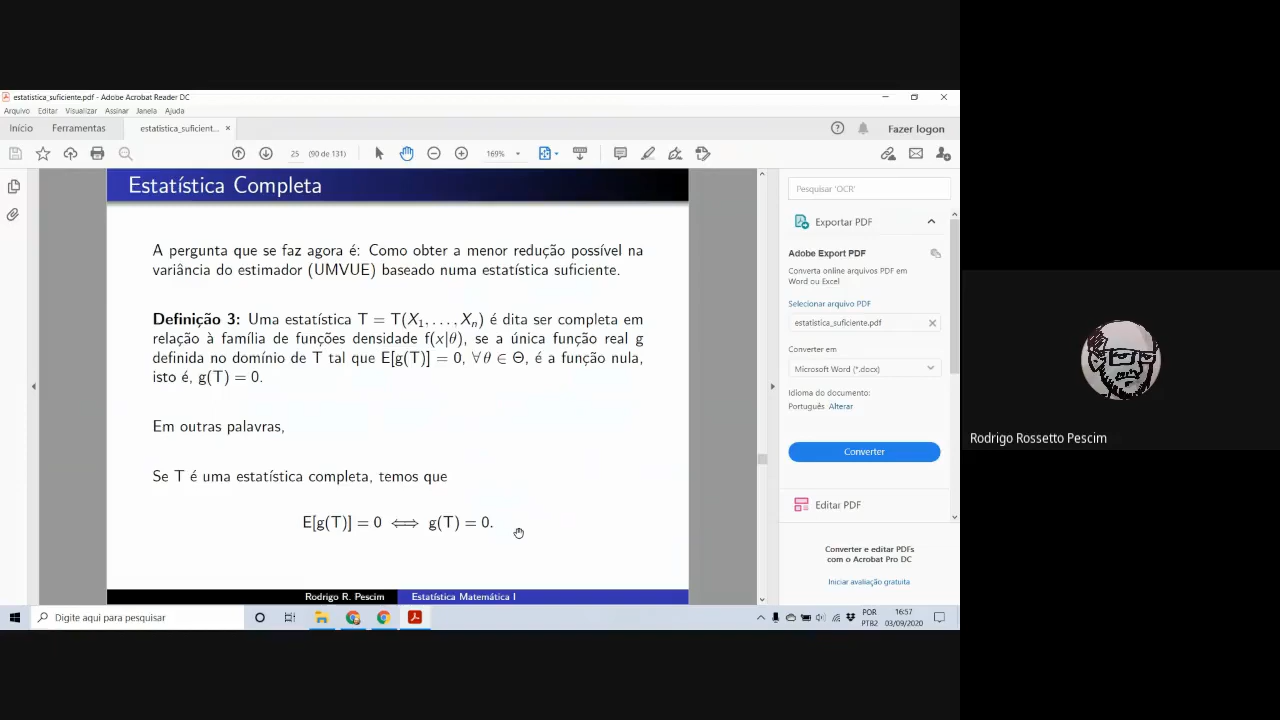 estatistica_suficiente.pdf - Adobe Acrobat Reader DC
Arquivo Editar Visualizar Assinar Janela Ajuda
Início Ferramentas estatistica_suficient... × Fazer logon
25 (90 de 131) 169%
Estatística Completa
A pergunta que se faz agora é: Como obter a menor redução possível na
variância do estimador (UMVUE) baseado numa estatística suficiente.
Definição 3: Uma estatística T = T(X₁, . . . , Xₙ) é dita ser completa em
relação à família de funções densidade f(x|θ), se a única função real g
definida no domínio de T tal que E[g(T)] = 0, ∀ θ ∈ Θ, é a função nula,
isto é, g(T) = 0.
Em outras palavras,
Se T é uma estatística completa, temos que
E[g(T)] = 0 ⟺ g(T) = 0.
Rodrigo R. Pescim Estatística Matemática I
Pesquisar 'OCR'
Exportar PDF
Adobe Export PDF
Converta online arquivos PDF em
Word ou Excel
Selecionar arquivo PDF
estatistica_suficiente.pdf
Converter em
Microsoft Word (*.docx)
Idioma do documento:
Português Alterar
Converter
Editar PDF
Converter e editar PDFs
com o Acrobat Pro DC
Iniciar avaliação gratuita
Digite aqui para pesquisar
POR 16:57
PTB2 03/09/2020
Rodrigo Rossetto Pescim